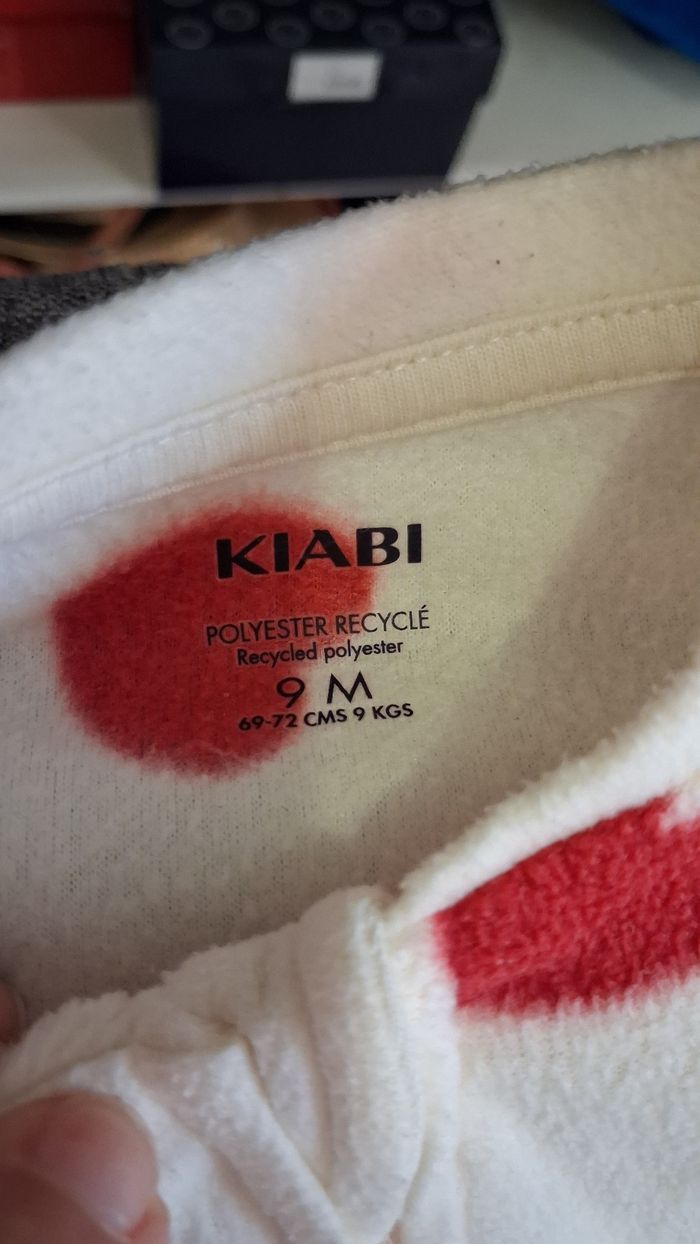 KIABI
POLYESTER RECYCLÉ
Recycled polyester
9 M
69-72 CMS 9 KGS